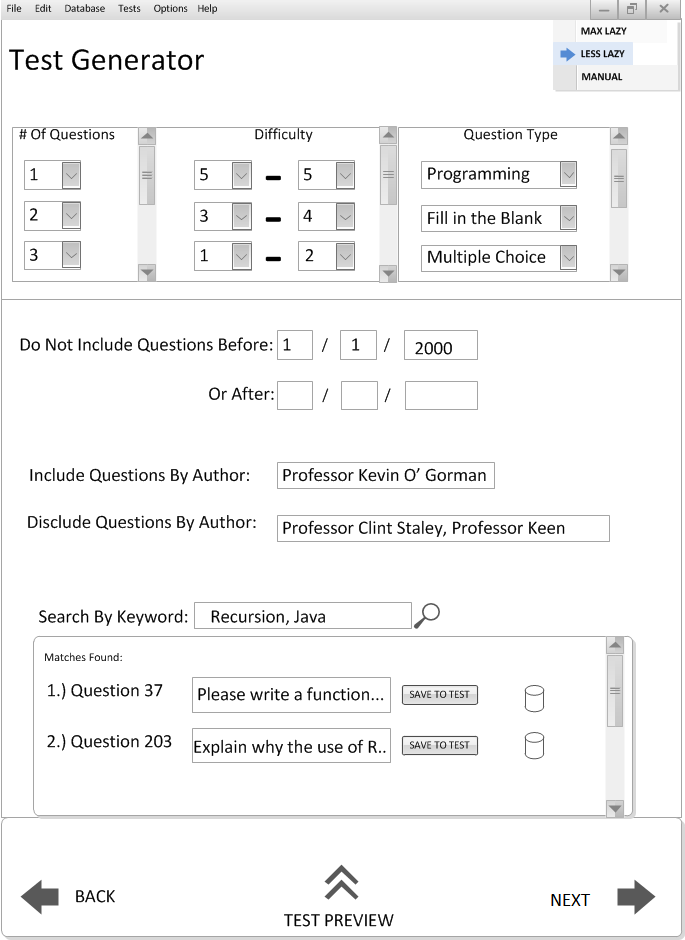 File Edit Database Tests Options Help
MAX LAZY
LESS LAZY
MANUAL
Test Generator
# Of Questions Difficulty Question Type
1 5 – 5 Programming
2 3 – 4 Fill in the Blank
3 1 – 2 Multiple Choice
Do Not Include Questions Before: 1 / 1 / 2000
Or After: / /
Include Questions By Author: Professor Kevin O’ Gorman
Disclude Questions By Author: Professor Clint Staley, Professor Keen
Search By Keyword: Recursion, Java
Matches Found:
1.) Question 37 Please write a function... SAVE TO TEST
2.) Question 203 Explain why the use of R.. SAVE TO TEST
BACK TEST PREVIEW NEXT